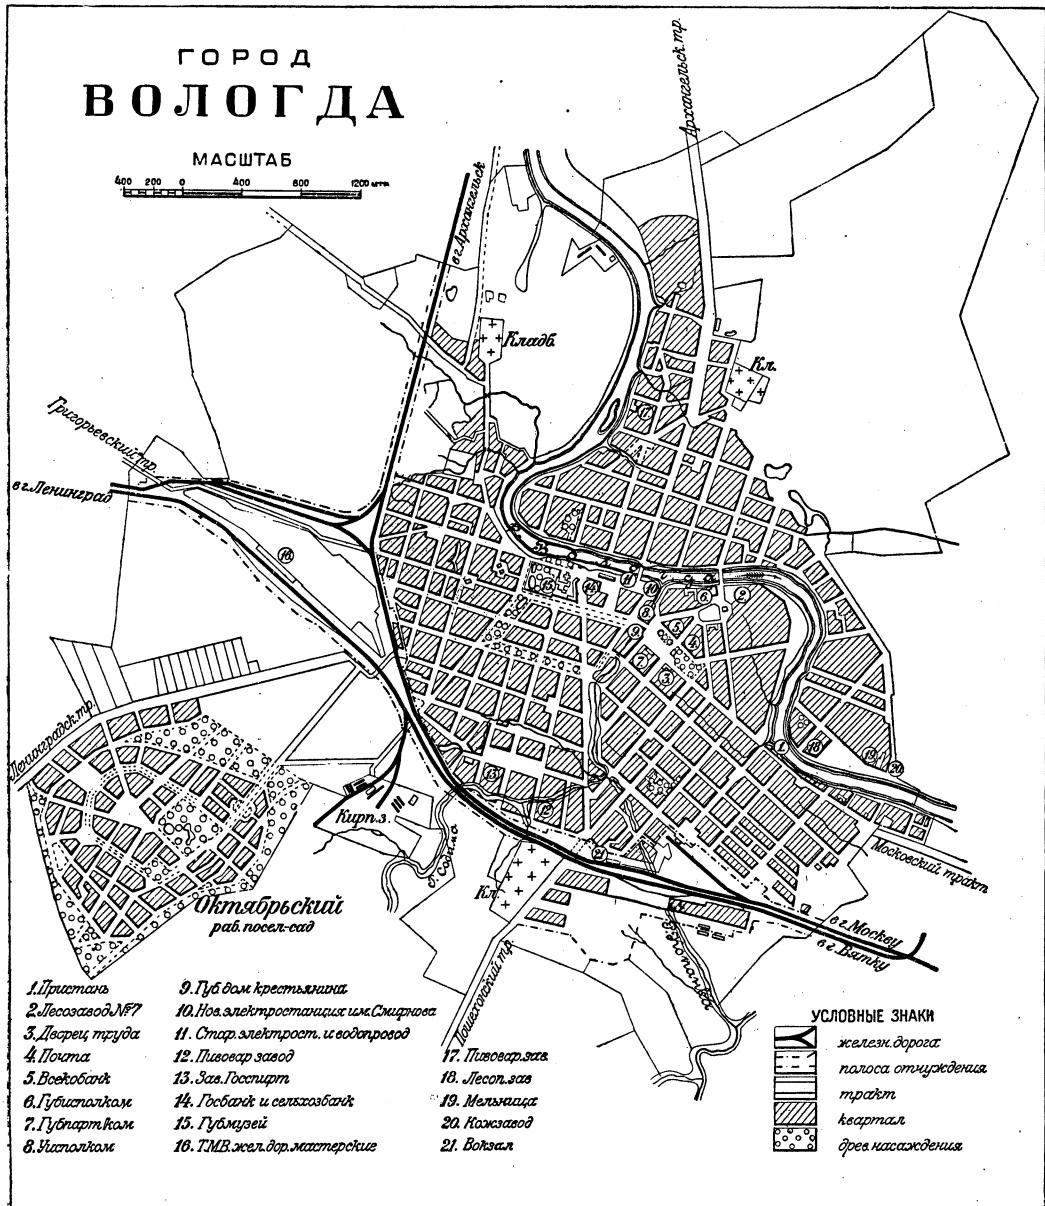 ГОРОД
ВОЛОГДА
МАСШТАБ
400 200 0 400 800 1200 мтр.
Архангельск. тр.
в г. Архангельск
Кладб.
Кл.
Григорьевский тр.
в г. Ленинград
Ленинградск. тр.
Кирп. з.
р. Содима
Кл.
Московский тракт
Октябрьский
раб. посел-сад
в г. Москву
в г. Вятку
Пошехонский тр.
1. Пристань
2 Лесозавод №7
3. Дворец труда
4. Почта
5. Всекобанк
6. Губисполком
7. Губпарт.ком
8. Уисполком
9. Губ. дом крестьянина
10. Нов. электростанция им. Смирнова
11. Стар. электрост. и водопровод
12. Пивовар завод
13. Зав. Госспирт
14. Госбанк и сельхозбанк
15. Губмузей
16. Т.М.В. жел. дор. мастерские
17. Пивовар. зав.
18. Лесоп. зав
19. Мельница
20. Кожзавод
21. Вокзал
УСЛОВНЫЕ ЗНАКИ
железн. дорога
полоса отчуждения
тракт
квартал
древ. насаждения